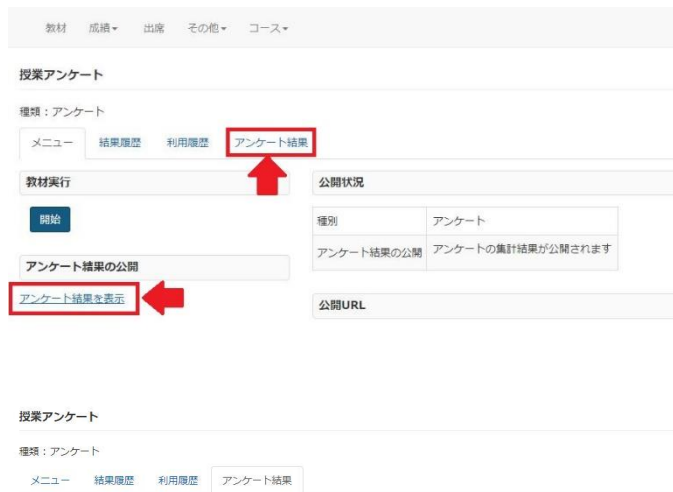 教材 成績▾ 出席 その他▾ コース▾
授業アンケート
種類：アンケート
メニュー 結果履歴 利用履歴 アンケート結果
教材実行
開始
アンケート結果の公開
アンケート結果を表示
公開状況
種別 アンケート
アンケート結果の公開 アンケートの集計結果が公開されます
公開URL
授業アンケート
種類：アンケート
メニュー 結果履歴 利用履歴 アンケート結果